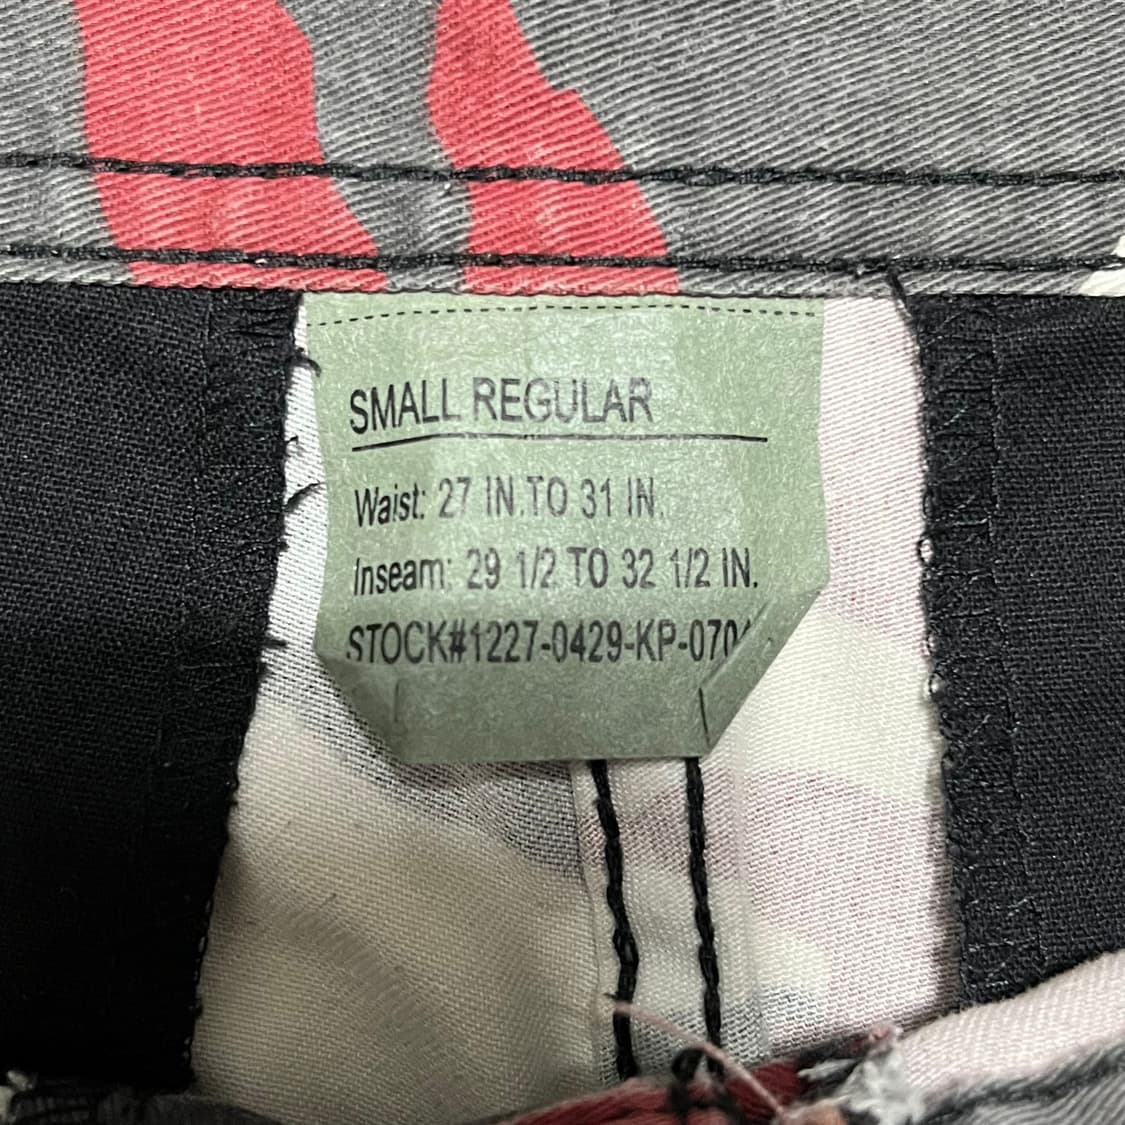 SMALL REGULAR
Waist: 27 IN.TO 31 IN.
Inseam: 29 1/2 TO 32 1/2 IN.
STOCK#1227-0429-KP-070